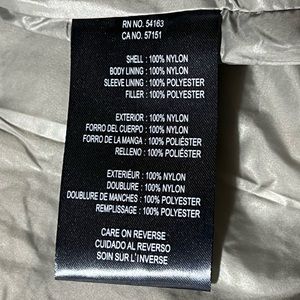 RN NO. 54163
CA NO. 57151
SHELL : 100% NYLON
BODY LINING : 100% NYLON
SLEEVE LINING : 100% POLYESTER
FILLER : 100% POLYESTER
EXTERIOR : 100% NYLON
FORRO DEL CUERPO : 100% NYLON
FORRO DE LA MANGA : 100% POLIÉSTER
RELLENO : 100% POLIÉSTER
EXTÉRIEUR : 100% NYLON
DOUBLURE : 100% NYLON
DOUBLURE DE MANCHES : 100% POLYESTER
REMPLISSAGE : 100% POLYESTER
CARE ON REVERSE
CUIDADO AL REVERSO
SOIN SUR L'INVERSE